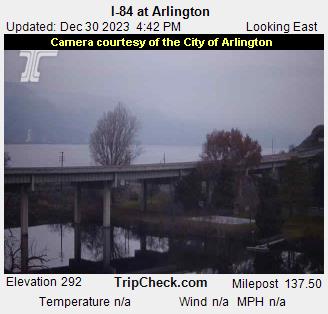 I-84 at Arlington
Updated: Dec 30 2023 4:42 PM Looking East
Camera courtesy of the City of Arlington
Elevation 292 TripCheck.com Milepost 137.50
Temperature n/a Wind n/a MPH n/a